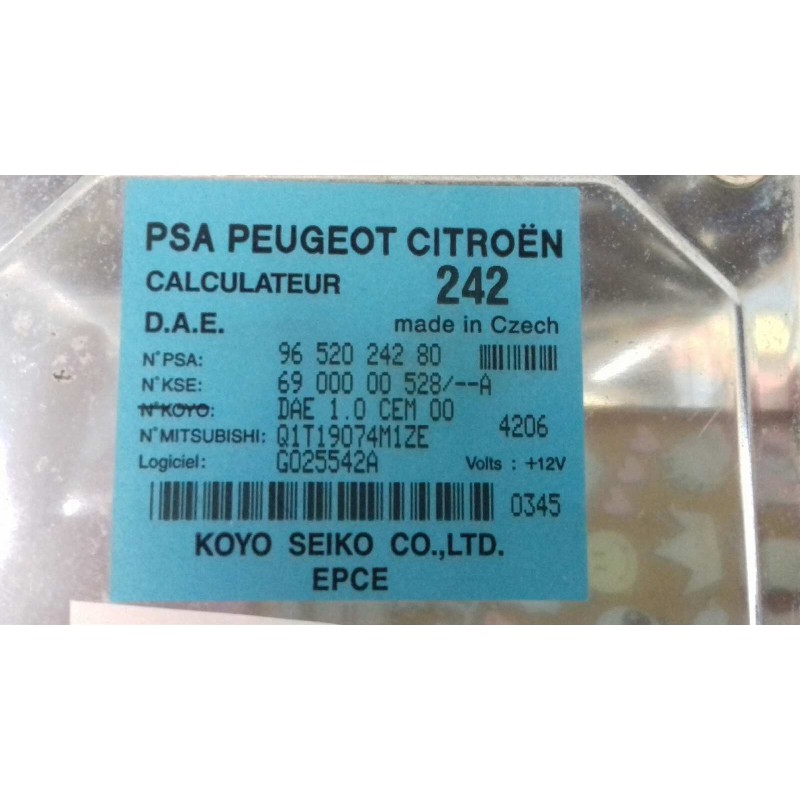 PSA PEUGEOT CITROËN
CALCULATEUR 242
D.A.E. made in Czech
N°PSA: 96 520 242 80
N°KSE: 69 000 00 528/--A
N°KOYO: DAE 1.0 CEM 00
N°MITSUBISHI: Q1T19074M1ZE 4206
Logiciel: G025542A Volts : +12V
0345
KOYO SEIKO CO.,LTD.
EPCE